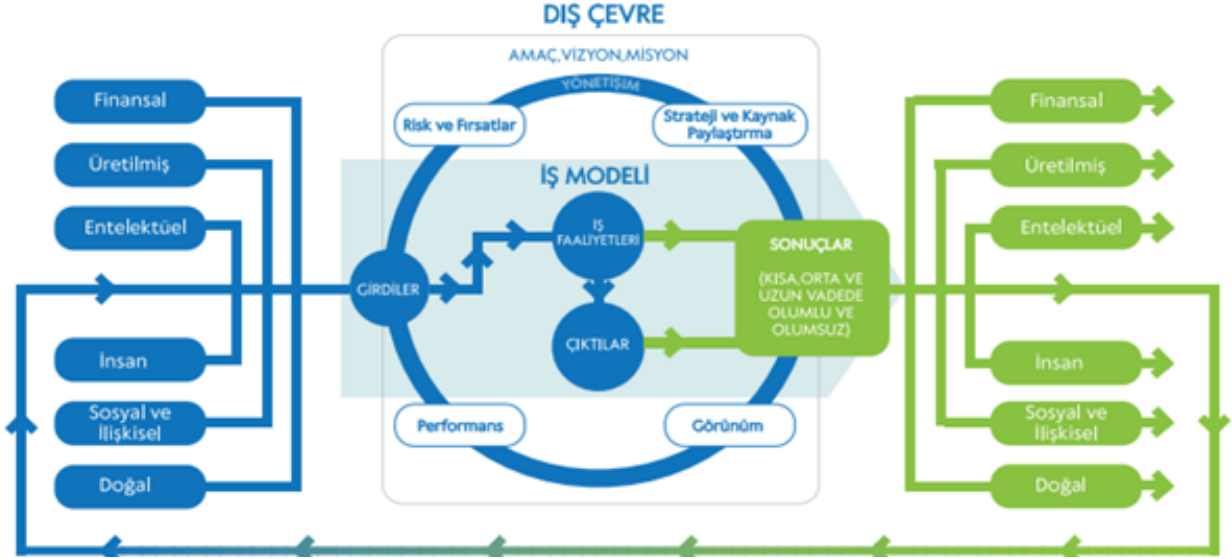 DIŞ ÇEVRE
AMAÇ,VİZYON,MİSYON
YÖNETİŞİM
Finansal
Üretilmiş
Entelektüel
İnsan
Sosyal ve
İlişkisel
Doğal
Risk ve Fırsatlar
Strateji ve Kaynak
Paylaştırma
İŞ MODELİ
GİRDİLER
İŞ
FAALİYETLERİ
ÇIKTILAR
SONUÇLAR
(KISA,ORTA VE
UZUN VADEDE
OLUMLU VE
OLUMSUZ)
Performans
Görünüm
Finansal
Üretilmiş
Entelektüel
İnsan
Sosyal ve
İlişkisel
Doğal